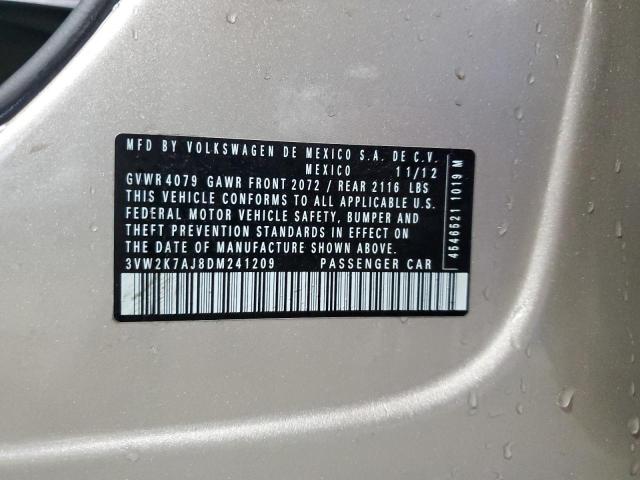 MFD BY VOLKSWAGEN DE MEXICO S.A. DE C.V.
MEXICO 11/12
GVWR 4079 GAWR FRONT 2072 / REAR 2116 LBS
THIS VEHICLE CONFORMS TO ALL APPLICABLE U.S.
FEDERAL MOTOR VEHICLE SAFETY, BUMPER AND
THEFT PREVENTION STANDARDS IN EFFECT ON
THE DATE OF MANUFACTURE SHOWN ABOVE.
3VW2K7AJ8DM241209 PASSENGER CAR
4546521 1019 M